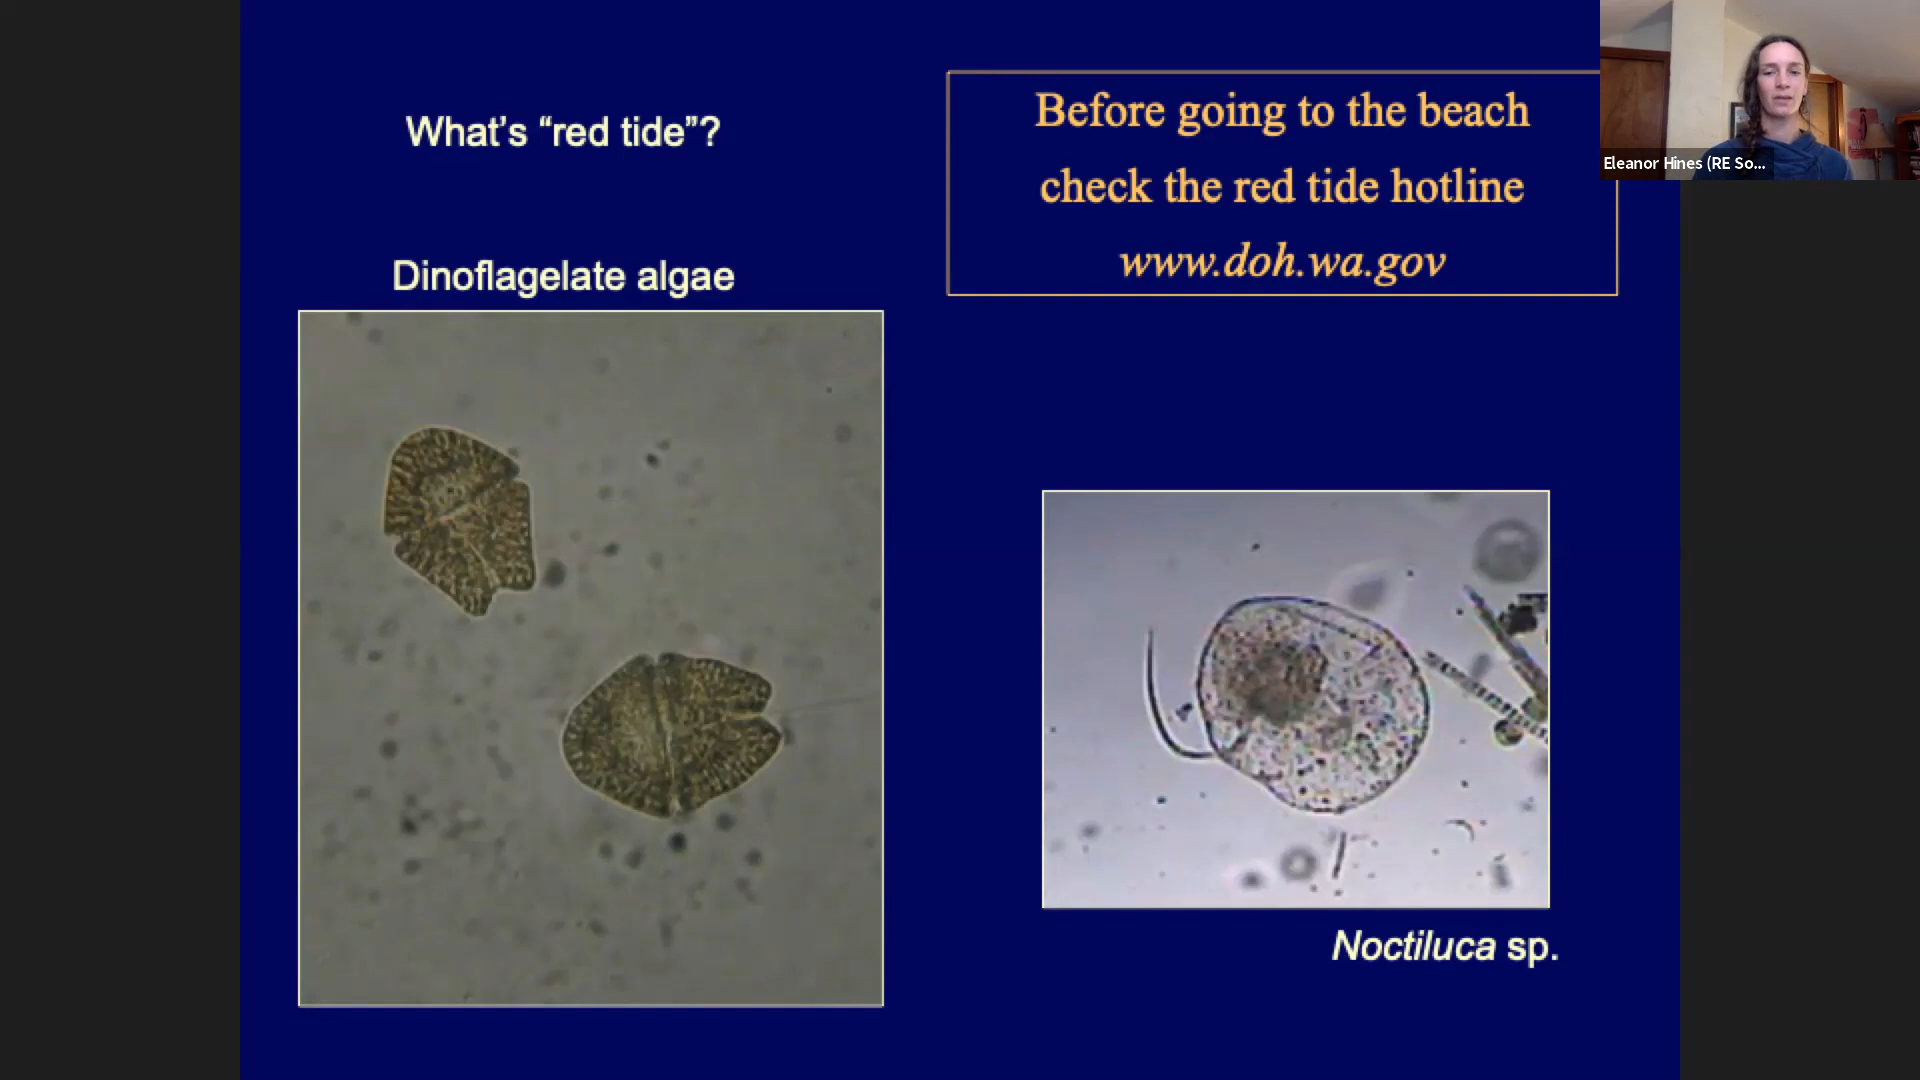 What's “red tide”?
Dinoflagelate algae
Before going to the beach
check the red tide hotline
www.doh.wa.gov
Eleanor Hines (RE So...
Noctiluca sp.